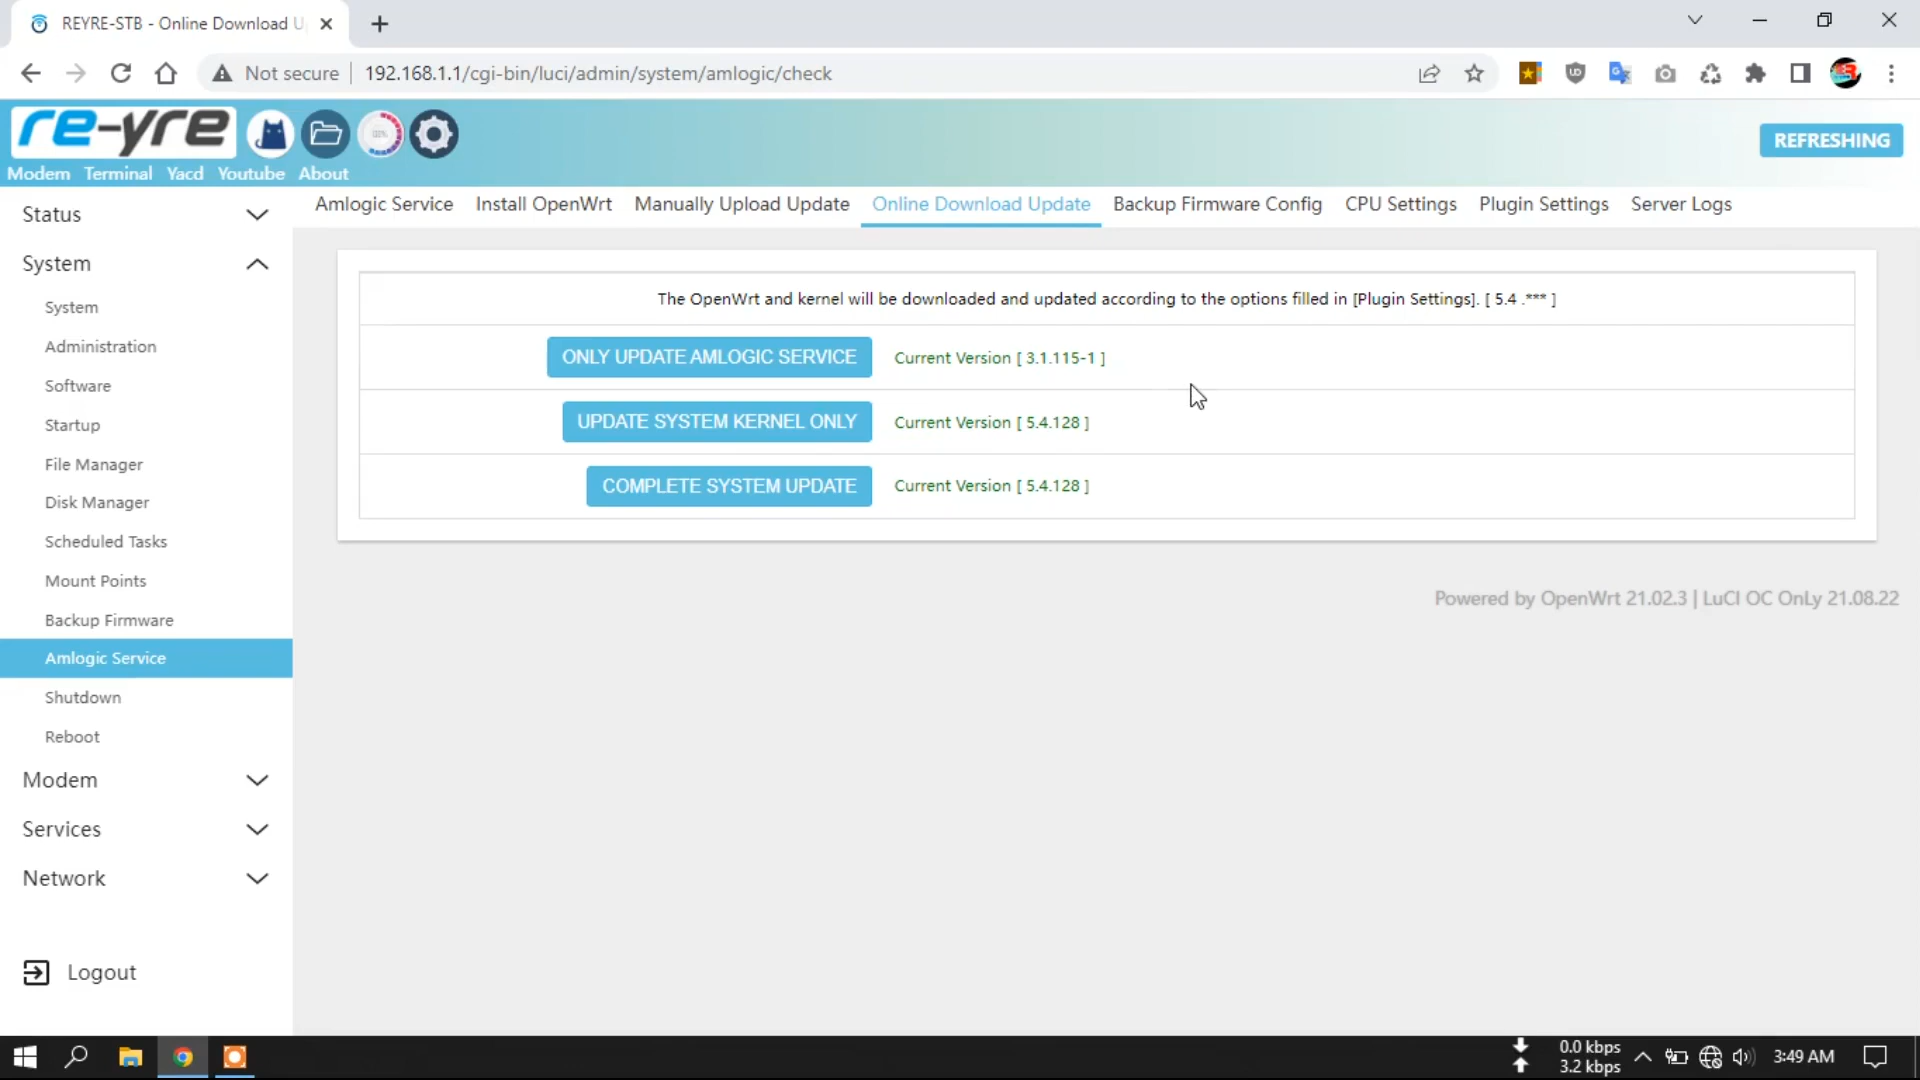 REYRE-STB - Online Download U
Not secure
192.168.1.1/cgi-bin/luci/admin/system/amlogic/check
re-yre
REFRESHING
Modem Terminal Yacd Youtube About
Status
System
System
Administration
Software
Startup
File Manager
Disk Manager
Scheduled Tasks
Mount Points
Backup Firmware
Amlogic Service
Shutdown
Reboot
Modem
Services
Network
Logout
Amlogic Service Install OpenWrt Manually Upload Update Online Download Update Backup Firmware Config CPU Settings Plugin Settings Server Logs
The OpenWrt and kernel will be downloaded and updated according to the options filled in [Plugin Settings]. [ 5.4 .*** ]
ONLY UPDATE AMLOGIC SERVICE Current Version [ 3.1.115-1 ]
UPDATE SYSTEM KERNEL ONLY Current Version [ 5.4.128 ]
COMPLETE SYSTEM UPDATE Current Version [ 5.4.128 ]
Powered by OpenWrt 21.02.3 | LuCI OC OnLy 21.08.22
0.0 kbps
3.2 kbps
3:49 AM